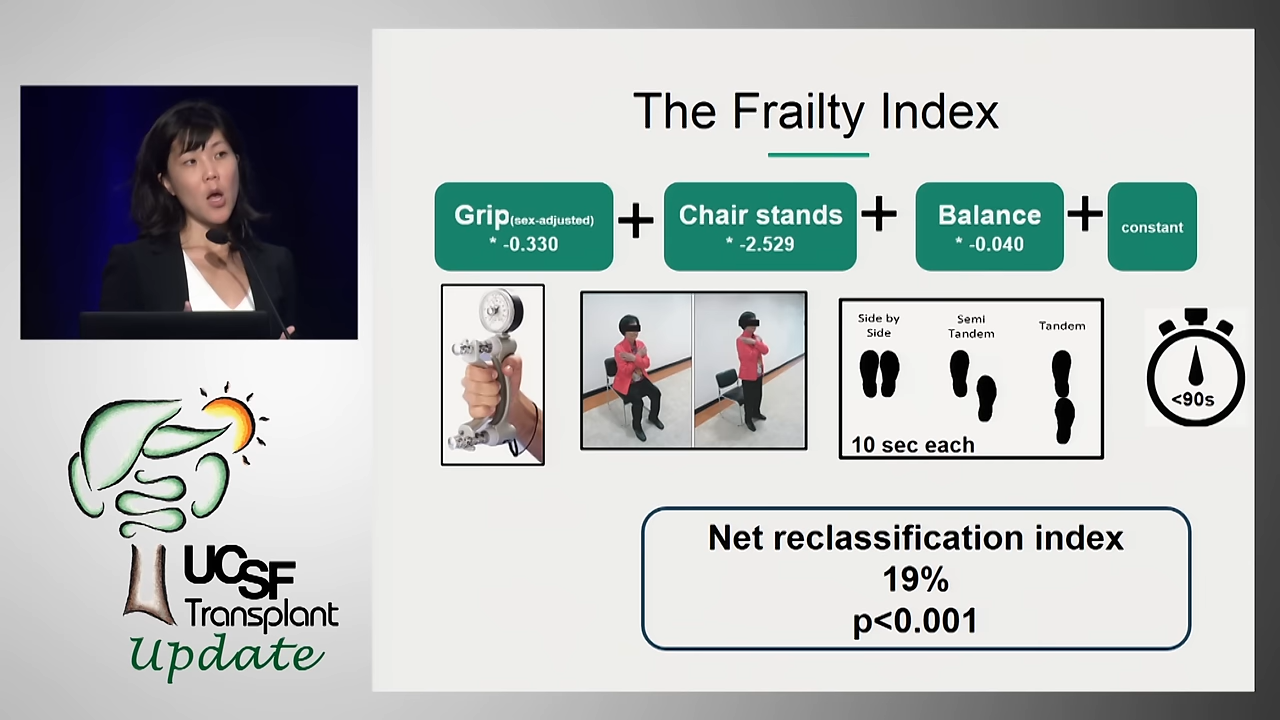 The Frailty Index
Grip(sex-adjusted)
* -0.330
+
Chair stands
* -2.529
+
Balance
* -0.040
+
constant
Side by
Side
Semi
Tandem
Tandem
10 sec each
<90s
Net reclassification index
19%
p<0.001
UCSF
Transplant
Update